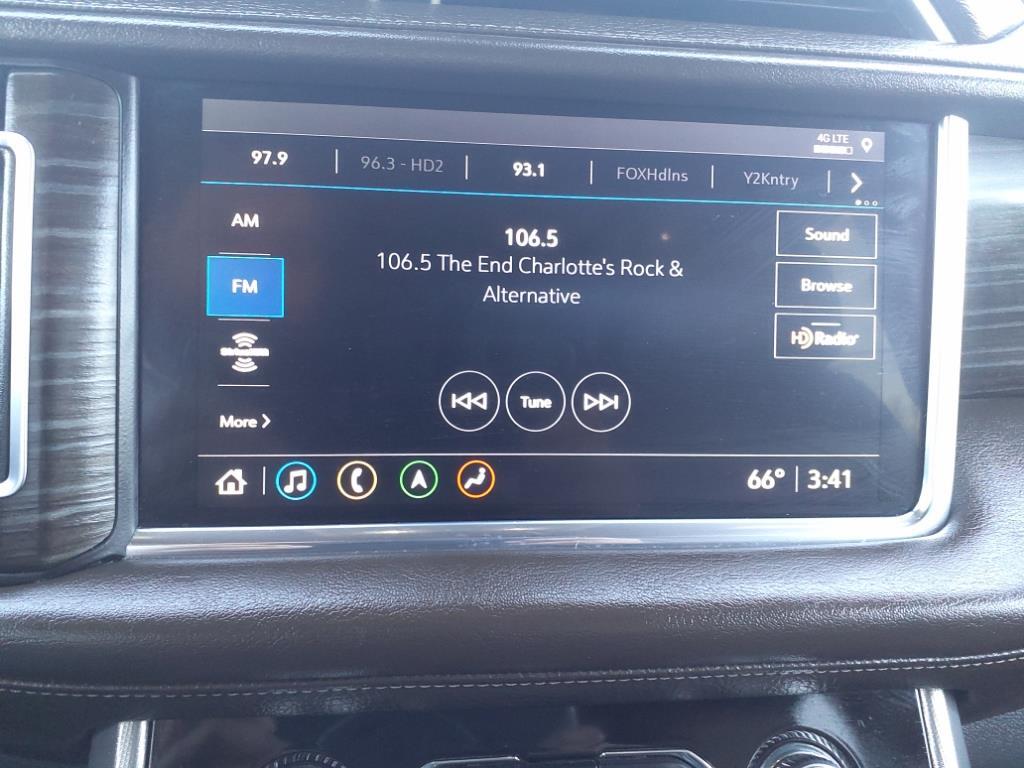 4G LTE
97.9
96.3 - HD2
93.1
FOXHdlns
Y2Kntry
AM
106.5
106.5 The End Charlotte's Rock &
Alternative
Sound
FM
Browse
HD Radio
More
Tune
66° 3:41